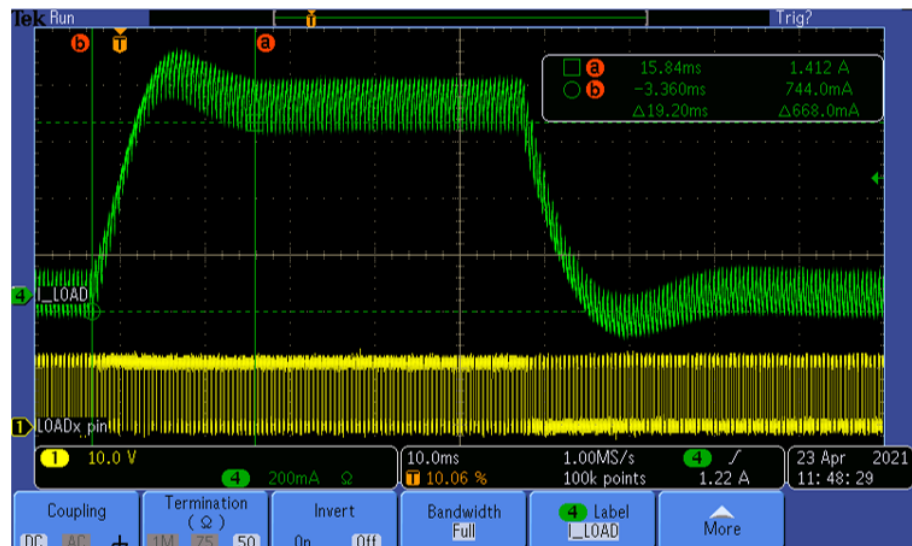 Tek Run Trig?
b T a
a 15.84ms 1.412 A
b -3.360ms 744.0mA
Δ19.20ms Δ668.0mA
4 I_LOAD
1 LOADx pin
1 10.0 V 10.0ms 1.00MS/s 4 23 Apr 2021
4 200mA Ω T 10.06 % 100k points 1.22 A 11:48:29
Coupling Termination Invert Bandwidth 4 Label
(Ω) Full I_LOAD More
DC AC 1M 75 50 On Off